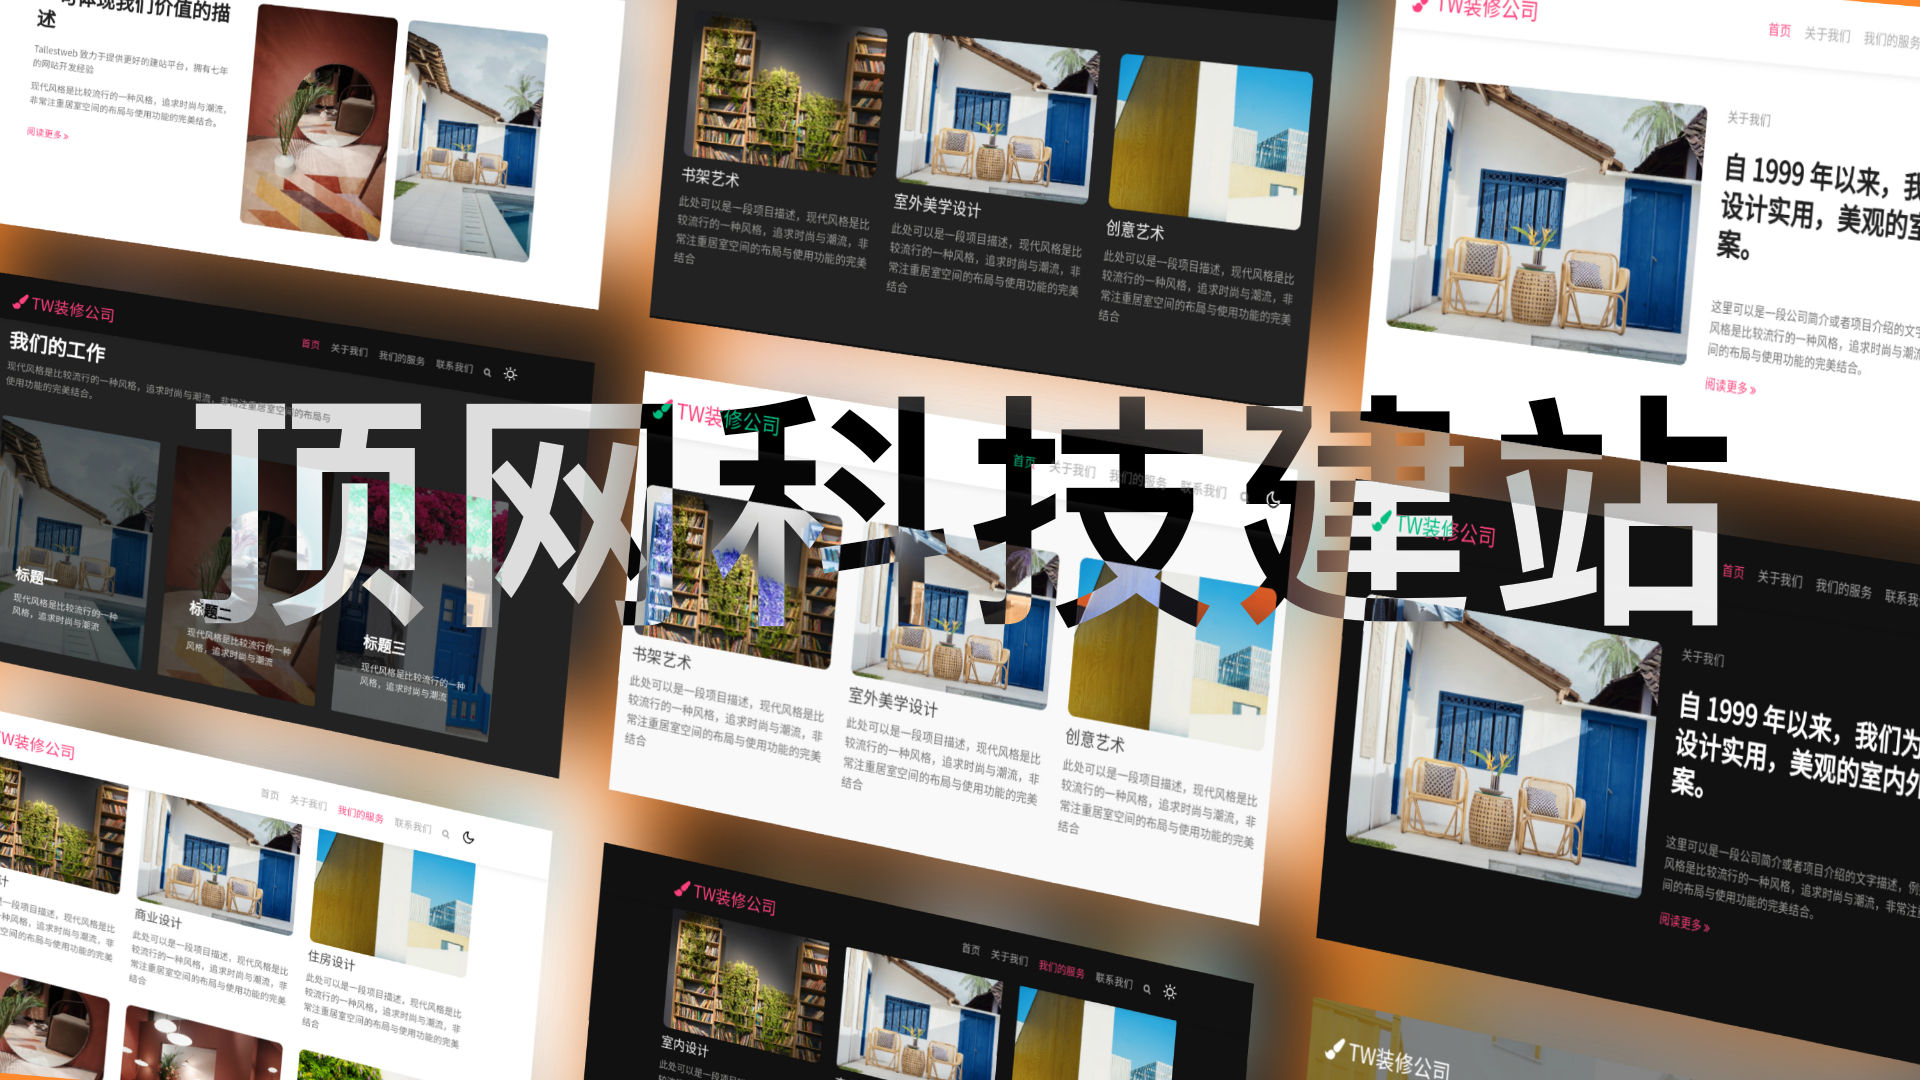 述
Tallestweb 致力于提供更好的建站平台，拥有七年
的网站开发经验
现代风格是比较流行的一种风格，追求时尚与潮流，
非常注重居室空间的布局与使用功能的完美结合。
阅读更多 »
书架艺术
此处可以是一段项目描述，现代风格是比
较流行的一种风格，追求时尚与潮流，非
常注重居室空间的布局与使用功能的完美
结合
室外美学设计
此处可以是一段项目描述，现代风格是比
较流行的一种风格，追求时尚与潮流，非
常注重居室空间的布局与使用功能的完美
结合
创意艺术
此处可以是一段项目描述，现代风格是比
较流行的一种风格，追求时尚与潮流，非
常注重居室空间的布局与使用功能的完美
结合
TW装修公司
首页 关于我们 我们的服务
关于我们
自 1999 年以来，我
设计实用，美观的室
案。
这里可以是一段公司简介或者项目介绍的文字
风格是比较流行的一种风格，追求时尚与潮流
间的布局与使用功能的完美结合。
阅读更多 »
TW装修公司
首页 关于我们 我们的服务 联系我们
我们的工作
现代风格是比较流行的一种风格，追求时尚与潮流，非常注重居室空间的布局与
使用功能的完美结合。
标题一
现代风格是比较流行的一种
风格，追求时尚与潮流
标题二
现代风格是比较流行的一种
风格，追求时尚与潮流
标题三
现代风格是比较流行的一种
风格，追求时尚与潮流
顶网科技建站
TW装修公司
首页 关于我们 我们的服务 联系我们
书架艺术
此处可以是一段项目描述，现代风格是比
较流行的一种风格，追求时尚与潮流，非
常注重居室空间的布局与使用功能的完美
结合
室外美学设计
此处可以是一段项目描述，现代风格是比
较流行的一种风格，追求时尚与潮流，非
常注重居室空间的布局与使用功能的完美
结合
创意艺术
此处可以是一段项目描述，现代风格是比
较流行的一种风格，追求时尚与潮流，非
常注重居室空间的布局与使用功能的完美
结合
TW装修公司
首页 关于我们 我们的服务 联系我
关于我们
自 1999 年以来，我们为
设计实用，美观的室内外
案。
这里可以是一段公司简介或者项目介绍的文字描述，例
风格是比较流行的一种风格，追求时尚与潮流，非常注
间的布局与使用功能的完美结合。
阅读更多 »
TW装修公司
首页 关于我们 我们的服务 联系我们
计
一段项目描述，现代风格是比
一种风格，追求时尚与潮流，非
空间的布局与使用功能的完美
商业设计
此处可以是一段项目描述，现代风格是比
较流行的一种风格，追求时尚与潮流，非
常注重居室空间的布局与使用功能的完美
结合
住房设计
此处可以是一段项目描述，现代风格是比
较流行的一种风格，追求时尚与潮流，非
常注重居室空间的布局与使用功能的完美
结合
TW装修公司
首页 关于我们 我们的服务 联系我们
室内设计
此处可以是一段项目
TW装修公司